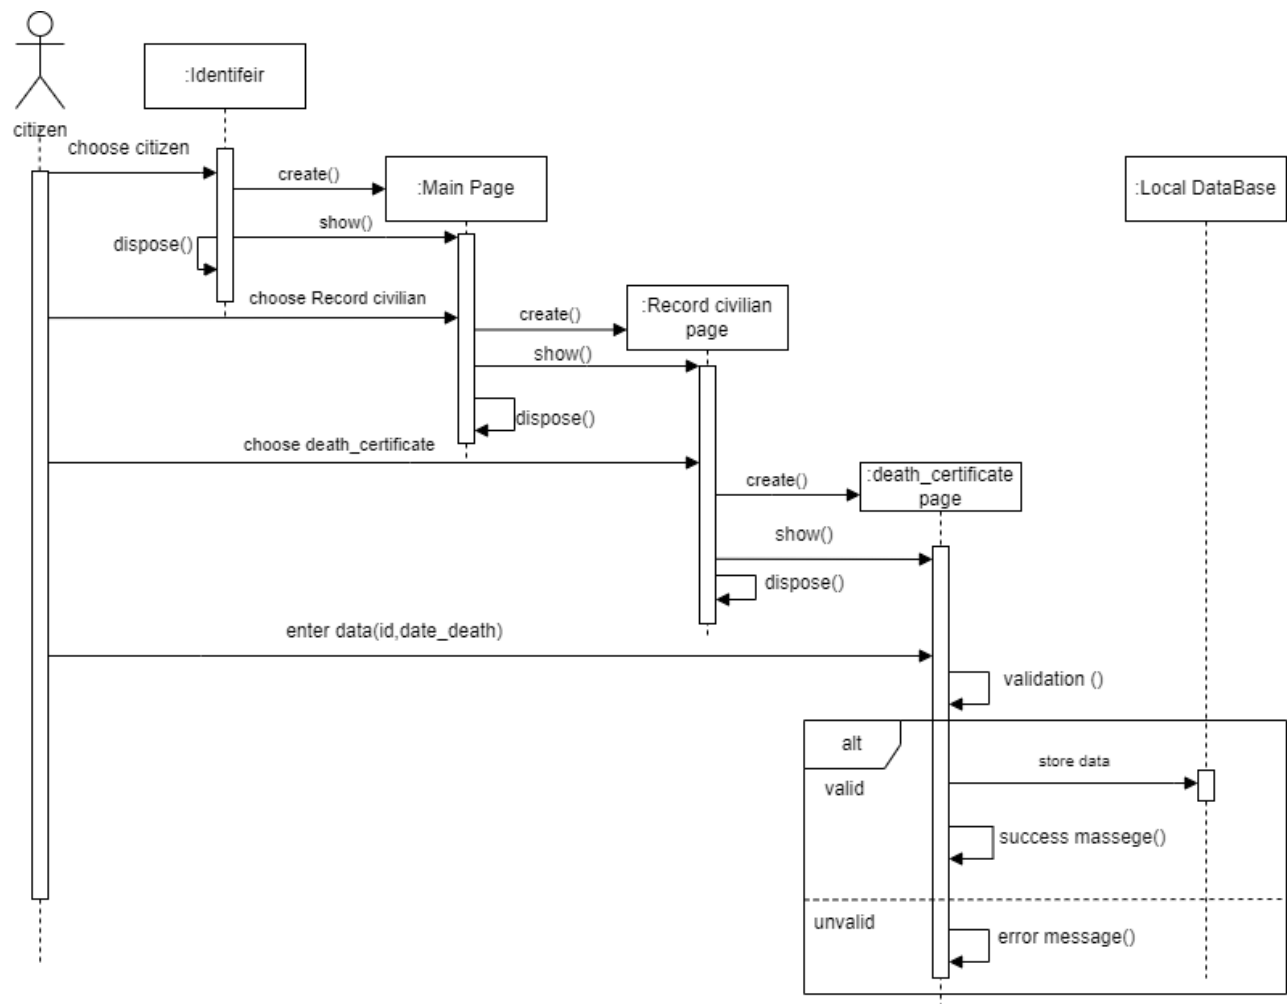 :Identifeir
citizen
choose citizen
create()
:Main Page
:Local DataBase
show()
dispose()
choose Record civilian
:Record civilian
page
create()
show()
dispose()
choose death_certificate
:death_certificate
page
create()
show()
dispose()
enter data(id,date_death)
validation ()
alt
store data
valid
success massege()
unvalid
error message()